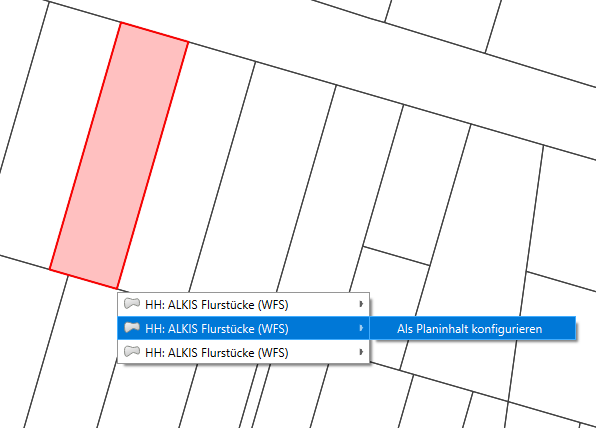 HH: ALKIS Flurstücke (WFS)
HH: ALKIS Flurstücke (WFS) Als Planinhalt konfigurieren
HH: ALKIS Flurstücke (WFS)